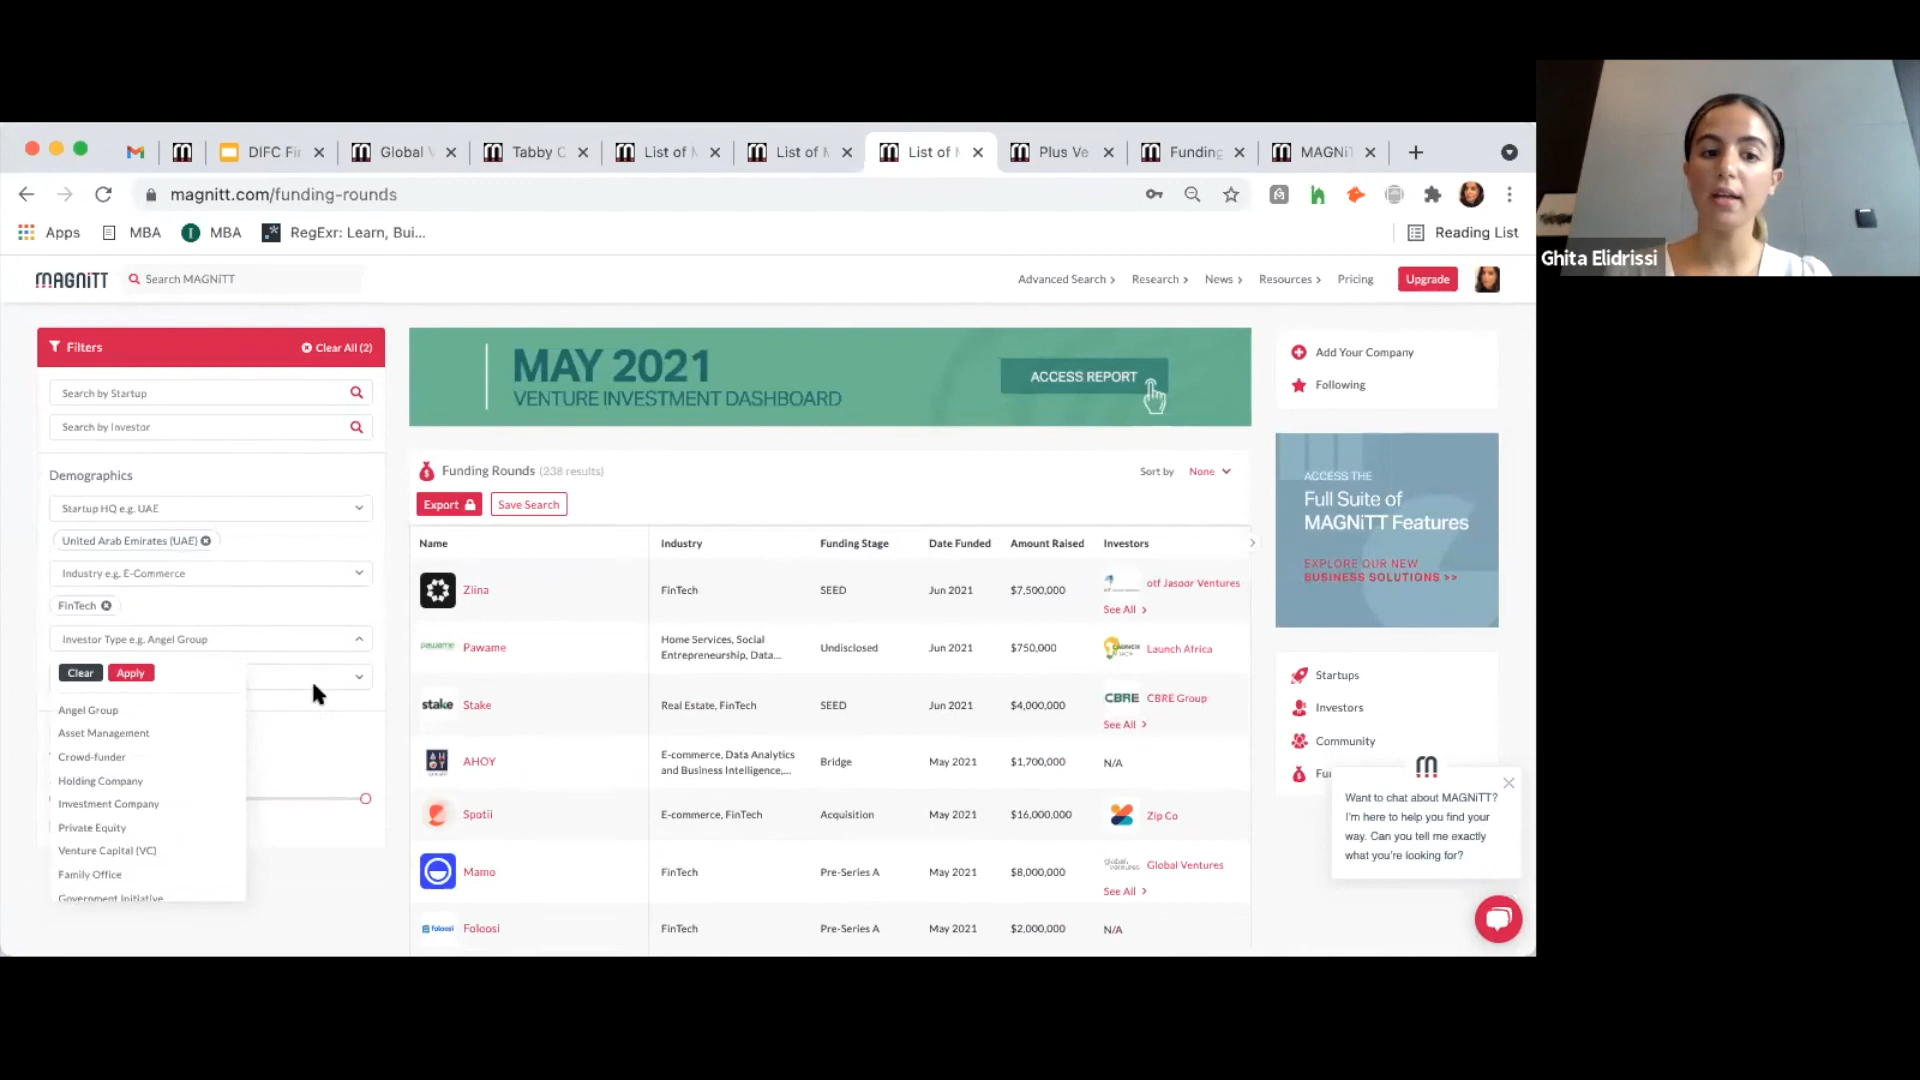 DIFC Fir
Global V
Tabby C
List of M
List of M
List of M
Plus Ve
Funding
MAGNiT
magnitt.com/funding-rounds
Apps
MBA
MBA
RegExr: Learn, Bui...
Reading List
MAGNiTT
Search MAGNiTT
Advanced Search
Research
News
Resources
Pricing
Upgrade
Filters
Clear All (2)
Search by Startup
Search by Investor
Demographics
Startup HQ e.g. UAE
United Arab Emirates (UAE)
Industry e.g. E-Commerce
FinTech
Investor Type e.g. Angel Group
Clear
Apply
Angel Group
Asset Management
Crowd-funder
Holding Company
Investment Company
Private Equity
Venture Capital (VC)
Family Office
Government Initiative
MAY 2021
VENTURE INVESTMENT DASHBOARD
ACCESS REPORT
Funding Rounds (238 results)
Sort by None
Export
Save Search
Name Industry Funding Stage Date Funded Amount Raised Investors
Ziina FinTech SEED Jun 2021 $7,500,000 otf Jasoor Ventures
See All
pawame Pawame Home Services, Social
Entrepreneurship, Data... Undisclosed Jun 2021 $750,000 Launch Africa
stake Stake Real Estate, FinTech SEED Jun 2021 $4,000,000 CBRE CBRE Group
See All
AHOY E-commerce, Data Analytics
and Business Intelligence,... Bridge May 2021 $1,700,000 N/A
Spotii E-commerce, FinTech Acquisition May 2021 $16,000,000 Zip Co
Mamo FinTech Pre-Series A May 2021 $8,000,000 global ventures Global Ventures
See All
foloosi Foloosi FinTech Pre-Series A May 2021 $2,000,000 N/A
Add Your Company
Following
ACCESS THE
Full Suite of
MAGNiTT Features
EXPLORE OUR NEW
BUSINESS SOLUTIONS >>
Startups
Investors
Community
Fu
Want to chat about MAGNiTT?
I'm here to help you find your
way. Can you tell me exactly
what you're looking for?
Ghita Elidrissi